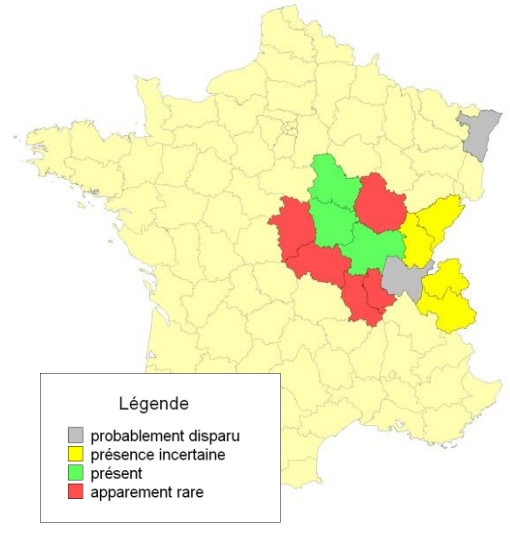 Légende
probablement disparu
présence incertaine
présent
apparement rare